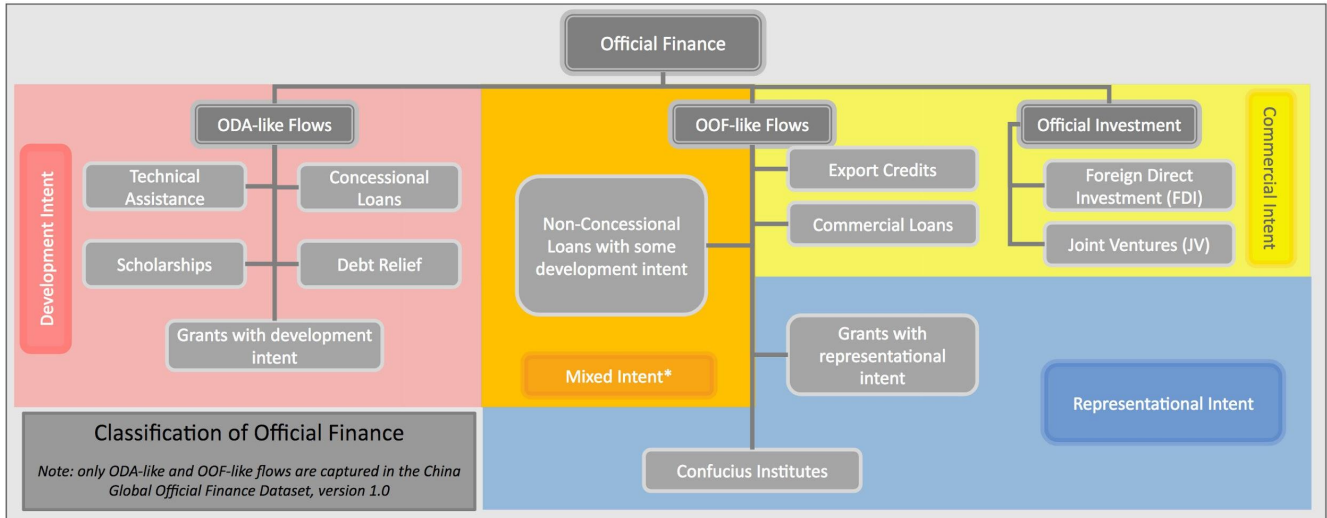 Official Finance
ODA-like Flows
OOF-like Flows
Official Investment
Development Intent
Technical
Assistance
Concessional
Loans
Scholarships
Debt Relief
Grants with development
intent
Non-Concessional
Loans with some
development intent
Mixed Intent*
Export Credits
Commercial Loans
Foreign Direct
Investment (FDI)
Joint Ventures (JV)
Commercial Intent
Grants with
representational
intent
Representational Intent
Confucius Institutes
Classification of Official Finance
Note: only ODA-like and OOF-like flows are captured in the China
Global Official Finance Dataset, version 1.0